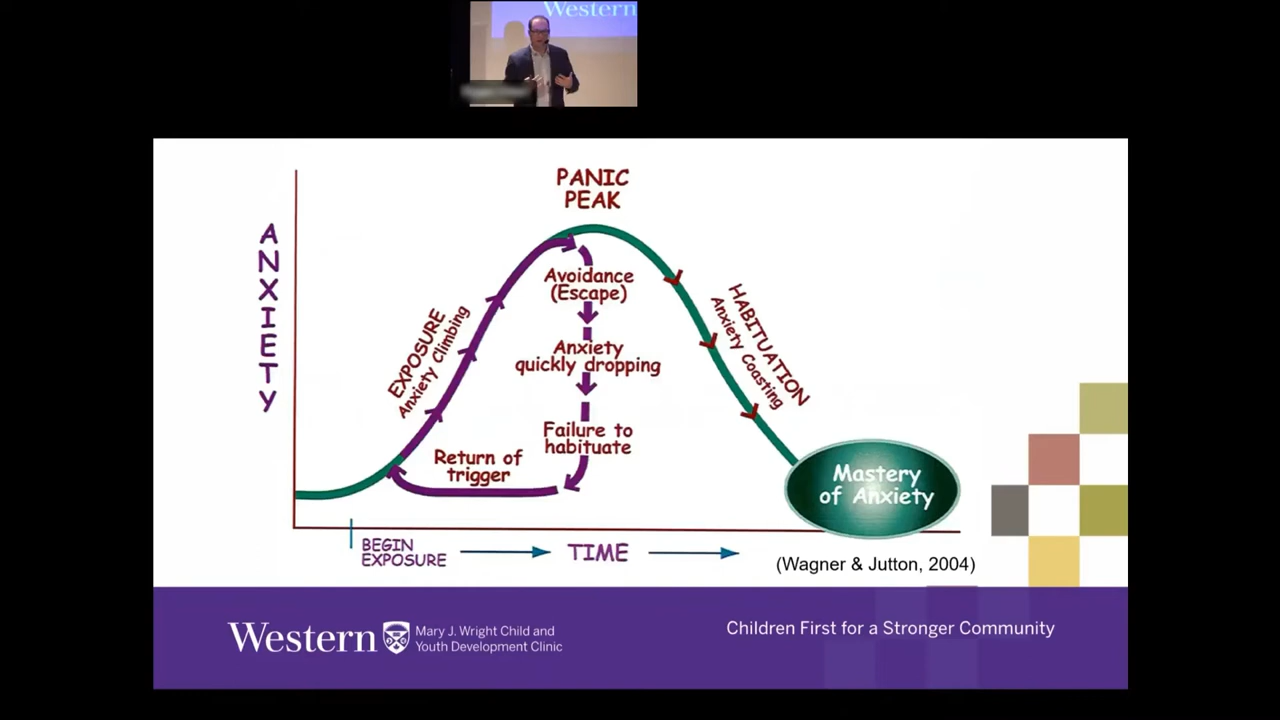 Western
PANIC
PEAK
ANXIETY
Avoidance
(Escape)
EXPOSURE
Anxiety Climbing
HABITUATION
Anxiety Coasting
Anxiety
quickly dropping
Failure to
habituate
Return of
trigger
Mastery
of Anxiety
BEGIN
EXPOSURE
TIME
(Wagner & Jutton, 2004)
Western
Mary J. Wright Child and
Youth Development Clinic
Children First for a Stronger Community